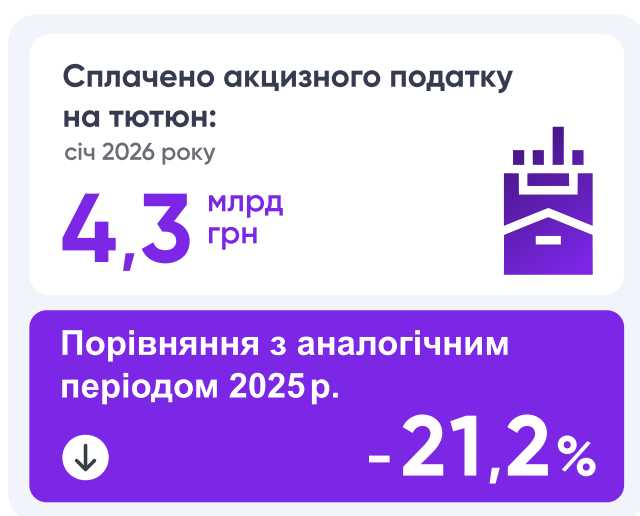 Сплачено акцизного податку
на тютюн:
січ 2026 року
4,3 млрд
грн
Порівняння з аналогічним
періодом 2025 р.
-21,2%